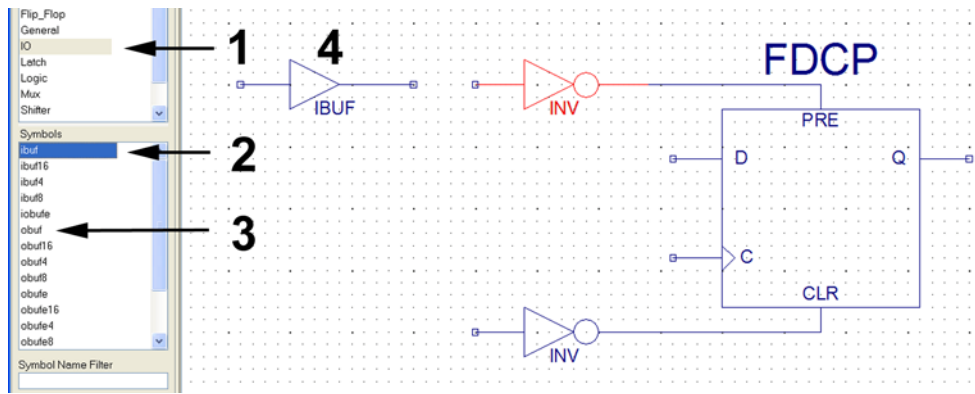 Flip_Flop
General
IO
Latch
Logic
Mux
Shifter
Symbols
ibuf
ibuf16
ibuf4
ibuf8
iobufe
obuf
obuf16
obuf4
obuf8
obufe
obufe16
obufe4
obufe8
Symbol Name Filter
1
2
3
4
IBUF
INV
FDCP
PRE
D
Q
C
CLR
INV